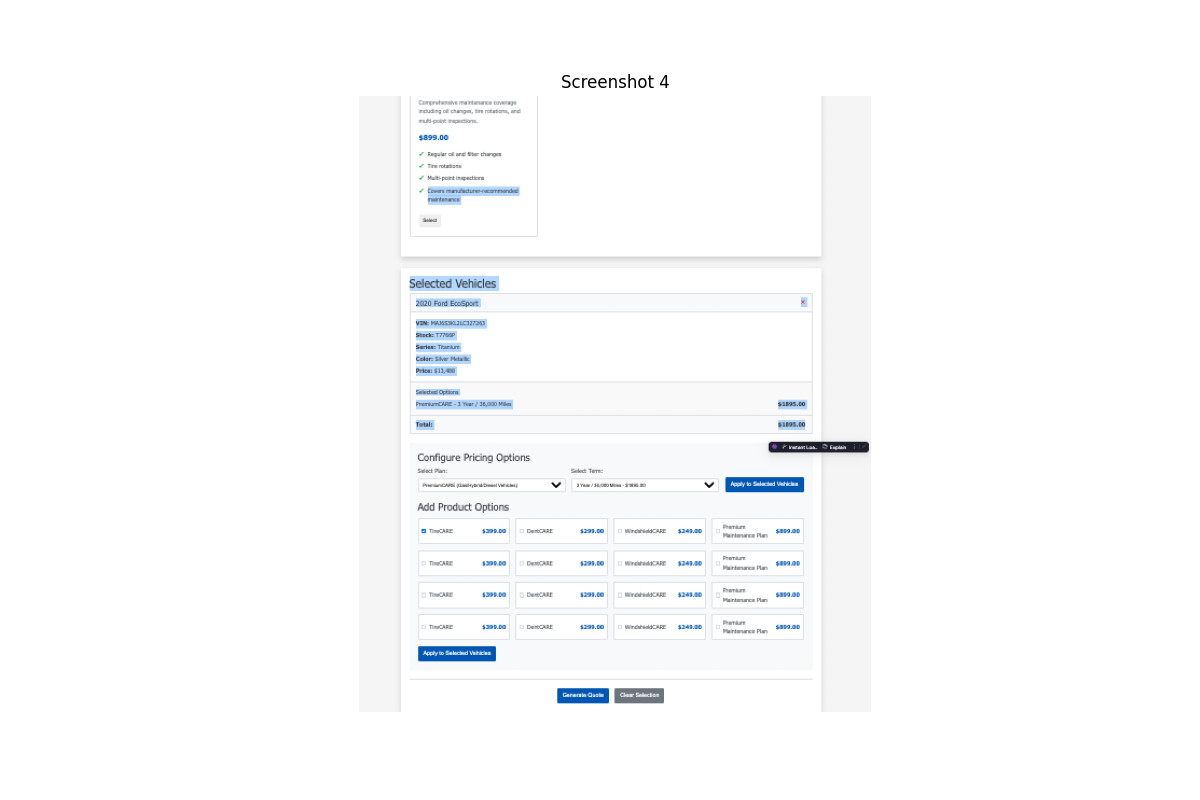 Screenshot 4
Comprehensive maintenance coverage
including oil changes, tire rotations, and
multi-point inspections.
$899.00
✓ Regular oil and filter changes
✓ Tire rotations
✓ Multi-point inspections
✓ Covers manufacturer-recommended
maintenance
Select
Selected Vehicles
2020 Ford EcoSport
Stock: T7766P
Series: Titanium
Color: Silver Metallic
Price: $13,488
Selected Options
PremiumCARE - 3 Year / 36,000 Miles $1895.00
Total: $1895.00
Instant Loa... Explain
Configure Pricing Options
Select Plan: Select Term:
PremiumCARE (Gas/Hybrid/Diesel Vehicles) 3 Year / 36,000 Miles - $1895.00 Apply to Selected Vehicles
Add Product Options
TireCARE $399.00 DentCARE $299.00 WindshieldCARE $249.00 Premium Maintenance Plan $899.00
TireCARE $399.00 DentCARE $299.00 WindshieldCARE $249.00 Premium Maintenance Plan $899.00
TireCARE $399.00 DentCARE $299.00 WindshieldCARE $249.00 Premium Maintenance Plan $899.00
TireCARE $399.00 DentCARE $299.00 WindshieldCARE $249.00 Premium Maintenance Plan $899.00
Apply to Selected Vehicles
Generate Quote Clear Selection